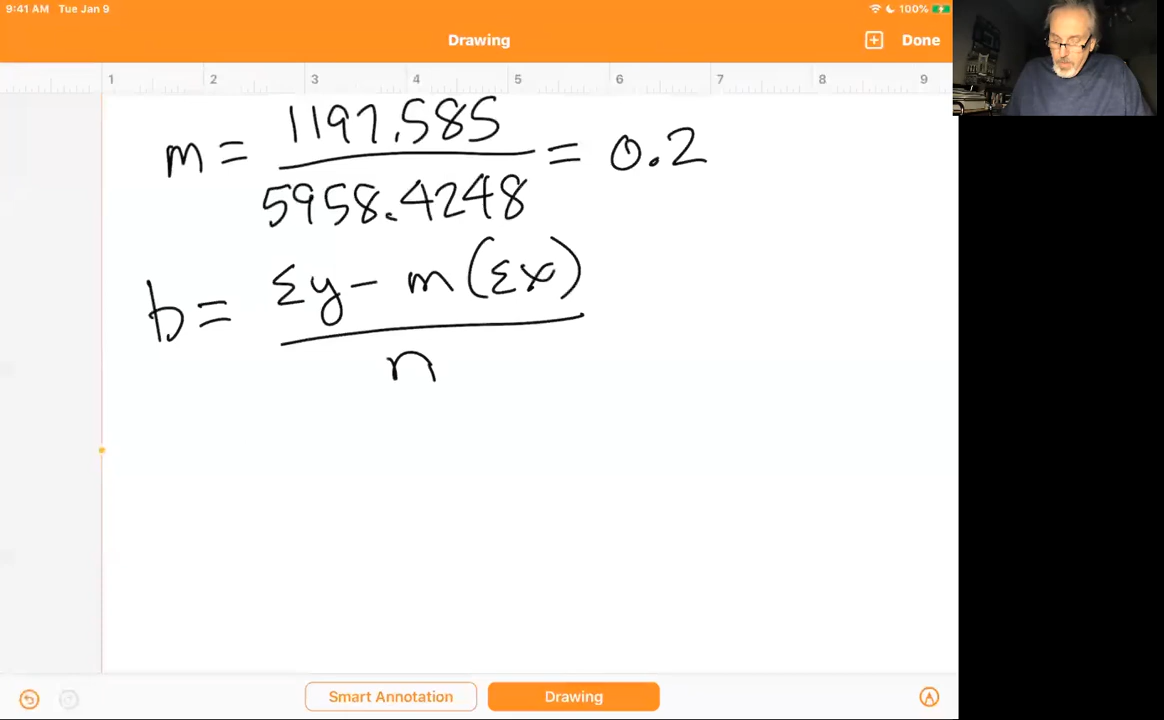 9:41 AM Tue Jan 9 100%
Drawing Done
1 2 3 4 5 6 7 8 9
m = 1197.585 / 5958.4248 = 0.2
b = Σy - m(Σx) / n
Smart Annotation Drawing